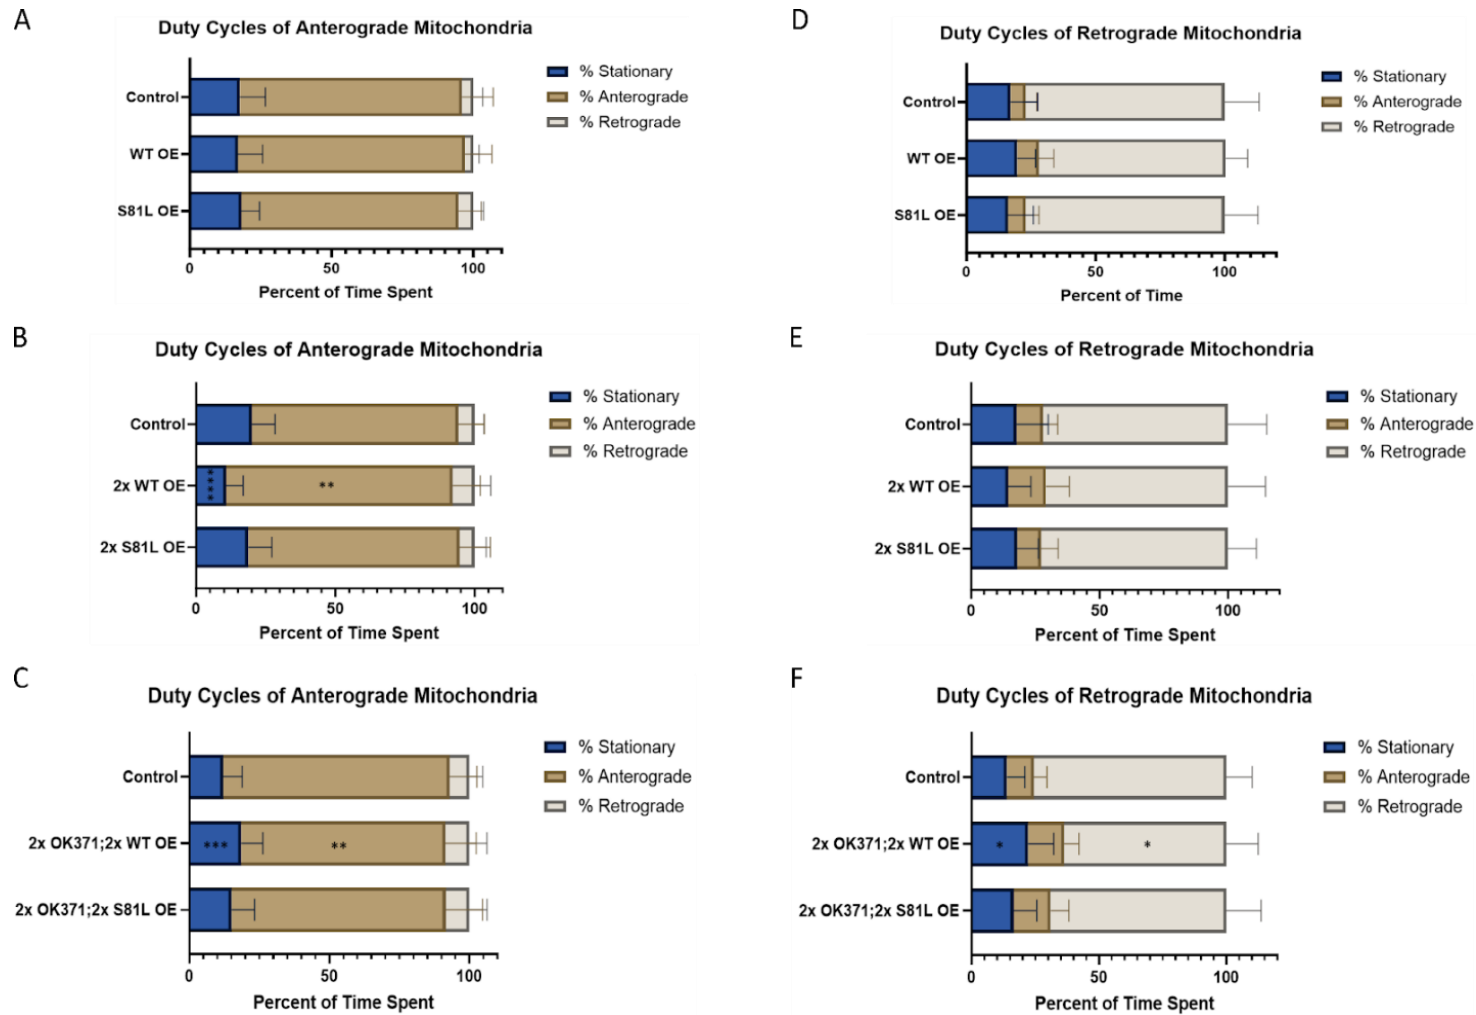 A
Duty Cycles of Anterograde Mitochondria
% Stationary
% Anterograde
% Retrograde
Control
WT OE
S81L OE
0 50 100
Percent of Time Spent
D
Duty Cycles of Retrograde Mitochondria
% Stationary
% Anterograde
% Retrograde
Control
WT OE
S81L OE
0 50 100
Percent of Time
B
Duty Cycles of Anterograde Mitochondria
% Stationary
% Anterograde
% Retrograde
Control
2x WT OE
**** **
2x S81L OE
0 50 100
Percent of Time Spent
E
Duty Cycles of Retrograde Mitochondria
% Stationary
% Anterograde
% Retrograde
Control
2x WT OE
2x S81L OE
0 50 100
Percent of Time Spent
C
Duty Cycles of Anterograde Mitochondria
% Stationary
% Anterograde
% Retrograde
Control
2x OK371;2x WT OE
*** **
2x OK371;2x S81L OE
0 50 100
Percent of Time Spent
F
Duty Cycles of Retrograde Mitochondria
% Stationary
% Anterograde
% Retrograde
Control
2x OK371;2x WT OE
* *
2x OK371;2x S81L OE
0 50 100
Percent of Time Spent